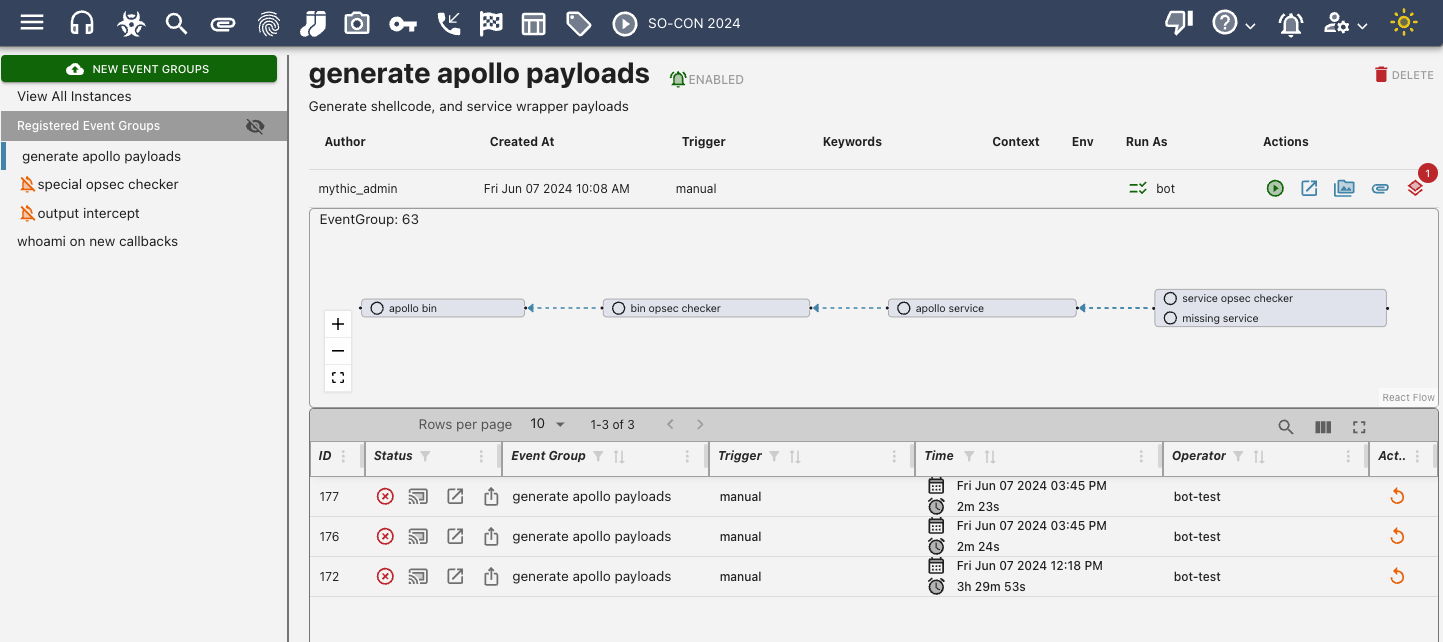 SO-CON 2024
NEW EVENT GROUPS
View All Instances
Registered Event Groups
generate apollo payloads
special opsec checker
output intercept
whoami on new callbacks
generate apollo payloads
ENABLED
DELETE
Generate shellcode, and service wrapper payloads
Author Created At Trigger Keywords Context Env Run As Actions
mythic_admin Fri Jun 07 2024 10:08 AM manual bot 1
EventGroup: 63
apollo bin
bin opsec checker
apollo service
service opsec checker
missing service
React Flow
Rows per page 10 1-3 of 3
ID Status Event Group Trigger Time Operator Act..
177 generate apollo payloads manual Fri Jun 07 2024 03:45 PM bot-test
2m 23s
176 generate apollo payloads manual Fri Jun 07 2024 03:45 PM bot-test
2m 24s
172 generate apollo payloads manual Fri Jun 07 2024 12:18 PM bot-test
3h 29m 53s